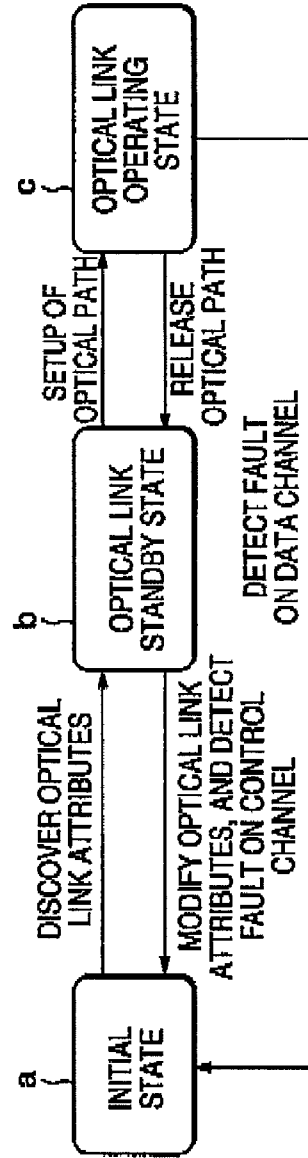 a
INITIAL
STATE
DISCOVER OPTICAL
LINK ATTRIBUTES
MODIFY OPTICAL LINK
ATTRIBUTES, AND DETECT
FAULT ON CONTROL
CHANNEL
b
OPTICAL LINK
STANDBY STATE
SETUP OF
OPTICAL PATH
RELEASE
OPTICAL PATH
c
OPTICAL LINK
OPERATING
STATE
DETECT FAULT
ON DATA CHANNEL